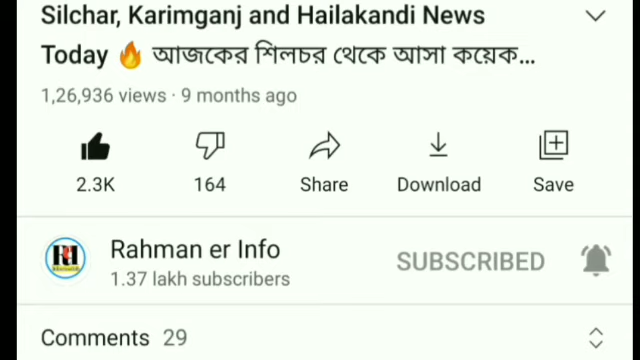 Silchar, Karimganj and Hailakandi News
Today 🔥 আজকের শিলচর থেকে আসা কয়েক...
1,26,936 views · 9 months ago
2.3K 164 Share Download Save
Rahman er Info SUBSCRIBED
1.37 lakh subscribers
Comments 29